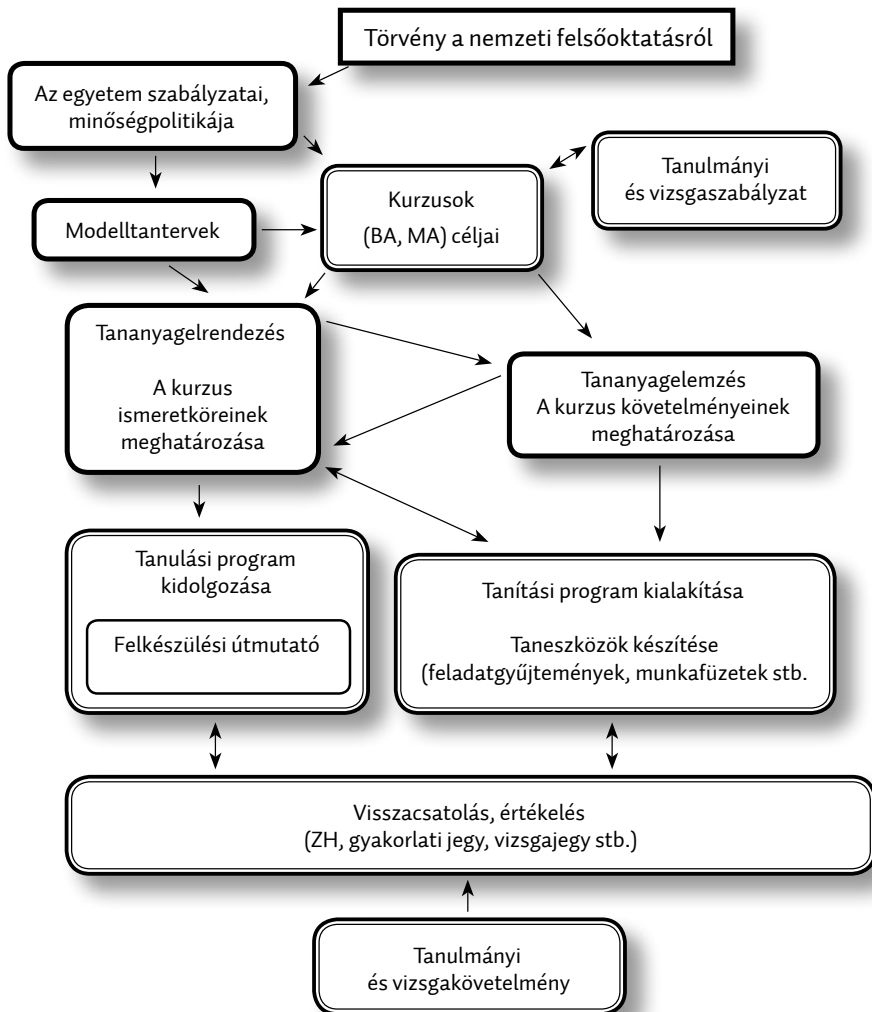 Törvény a nemzeti felsőoktatásról
Az egyetem szabályzatai,
minőségpolitikája
Tanulmányi
és vizsgaszabályzat
Kurzusok
(BA, MA) céljai
Modelltantervek
Tananyagelrendezés
A kurzus
ismeretköreinek
meghatározása
Tananyagelemzés
A kurzus követelményeinek
meghatározása
Tanulási program
kidolgozása
Felkészülési útmutató
Tanítási program kialakítása
Taneszközök készítése
(feladatgyűjtemények, munkafüzetek stb.
Visszacsatolás, értékelés
(ZH, gyakorlati jegy, vizsgajegy stb.)
Tanulmányi
és vizsgakövetelmény